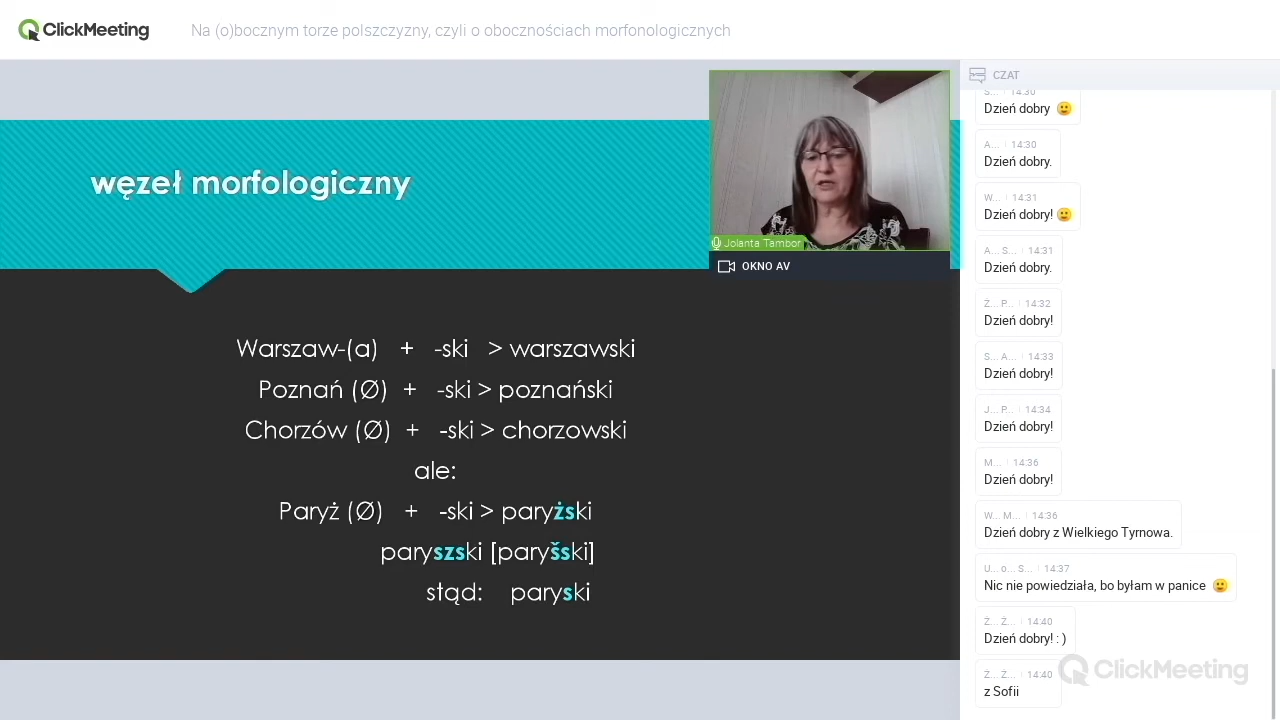 ClickMeeting
Na (o)bocznym torze polszczyzny, czyli o obocznościach morfonologicznych
węzeł morfologiczny
Warszaw-(a) + -ski > warszawski
Poznań (Ø) + -ski > poznański
Chorzów (Ø) + -ski > chorzowski
ale:
Paryż (Ø) + -ski > paryżski
paryszski [paryšski]
stąd: paryski
Jolanta Tambor
OKNO AV
CZAT
S... 14:30
Dzień dobry 🙂
A... 14:30
Dzień dobry.
W... 14:31
Dzień dobry! 🙂
A... S... 14:31
Dzień dobry.
Ż... P... 14:32
Dzień dobry!
S... A... 14:33
Dzień dobry!
J... P... 14:34
Dzień dobry!
M... 14:36
Dzień dobry!
W... M... 14:36
Dzień dobry z Wielkiego Tyrnowa.
U... o... S... 14:37
Nic nie powiedziała, bo byłam w panice 🙂
Ż... Ż... 14:40
Dzień dobry! : )
Z... Ż... 14:40
z Sofii
ClickMeeting